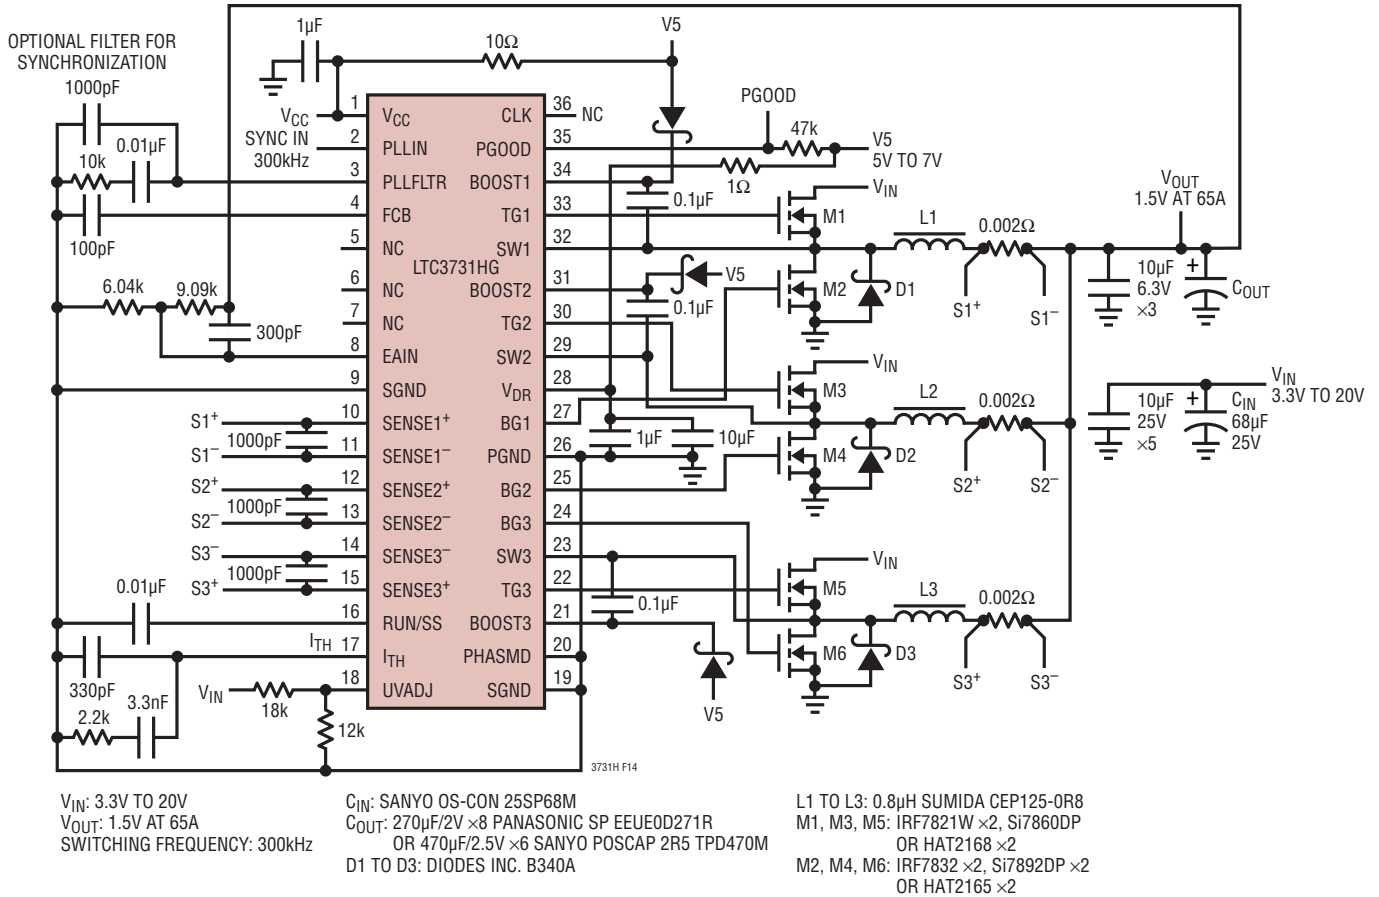 OPTIONAL FILTER FOR
SYNCHRONIZATION
1000pF
0.01µF
10k
100pF
6.04k
9.09k
300pF
1µF
10Ω
V5
VCC
SYNC IN
300kHz
1 VCC
2 PLLIN
3 PLLFLTR
4 FCB
5 NC
6 NC
7 NC
8 EAIN
9 SGND
10 SENSE1+
11 SENSE1−
12 SENSE2+
13 SENSE2−
14 SENSE3−
15 SENSE3+
16 RUN/SS
17 ITH
18 UVADJ
LTC3731HG
CLK 36 NC
PGOOD 35
BOOST1 34
TG1 33
SW1 32
BOOST2 31
TG2 30
SW2 29
VDR 28
BG1 27
PGND 26
BG2 25
BG3 24
SW3 23
TG3 22
BOOST3 21
PHASMD 20
SGND 19
S1+
1000pF
S1−
S2+
1000pF
S2−
S3−
1000pF
S3+
0.01µF
ITH
330pF
2.2k
3.3nF
VIN
18k
12k
PGOOD
47k
V5
5V TO 7V
1Ω
0.1µF
V5
0.1µF
1µF
10µF
0.1µF
V5
VIN
M1
M2
D1
L1
0.002Ω
S1+
S1−
VIN
M3
M4
D2
L2
0.002Ω
S2+
S2−
VIN
M5
M6
D3
L3
0.002Ω
S3+
S3−
VOUT
1.5V AT 65A
10µF
6.3V
×3
+
COUT
VIN
3.3V TO 20V
10µF
25V
×5
+
CIN
68µF
25V
3731H F14
VIN: 3.3V TO 20V
VOUT: 1.5V AT 65A
SWITCHING FREQUENCY: 300kHz
CIN: SANYO OS-CON 25SP68M
COUT: 270µF/2V ×8 PANASONIC SP EEUE0D271R
OR 470µF/2.5V ×6 SANYO POSCAP 2R5 TPD470M
D1 TO D3: DIODES INC. B340A
L1 TO L3: 0.8µH SUMIDA CEP125-0R8
M1, M3, M5: IRF7821W ×2, Si7860DP
OR HAT2168 ×2
M2, M4, M6: IRF7832 ×2, Si7892DP ×2
OR HAT2165 ×2